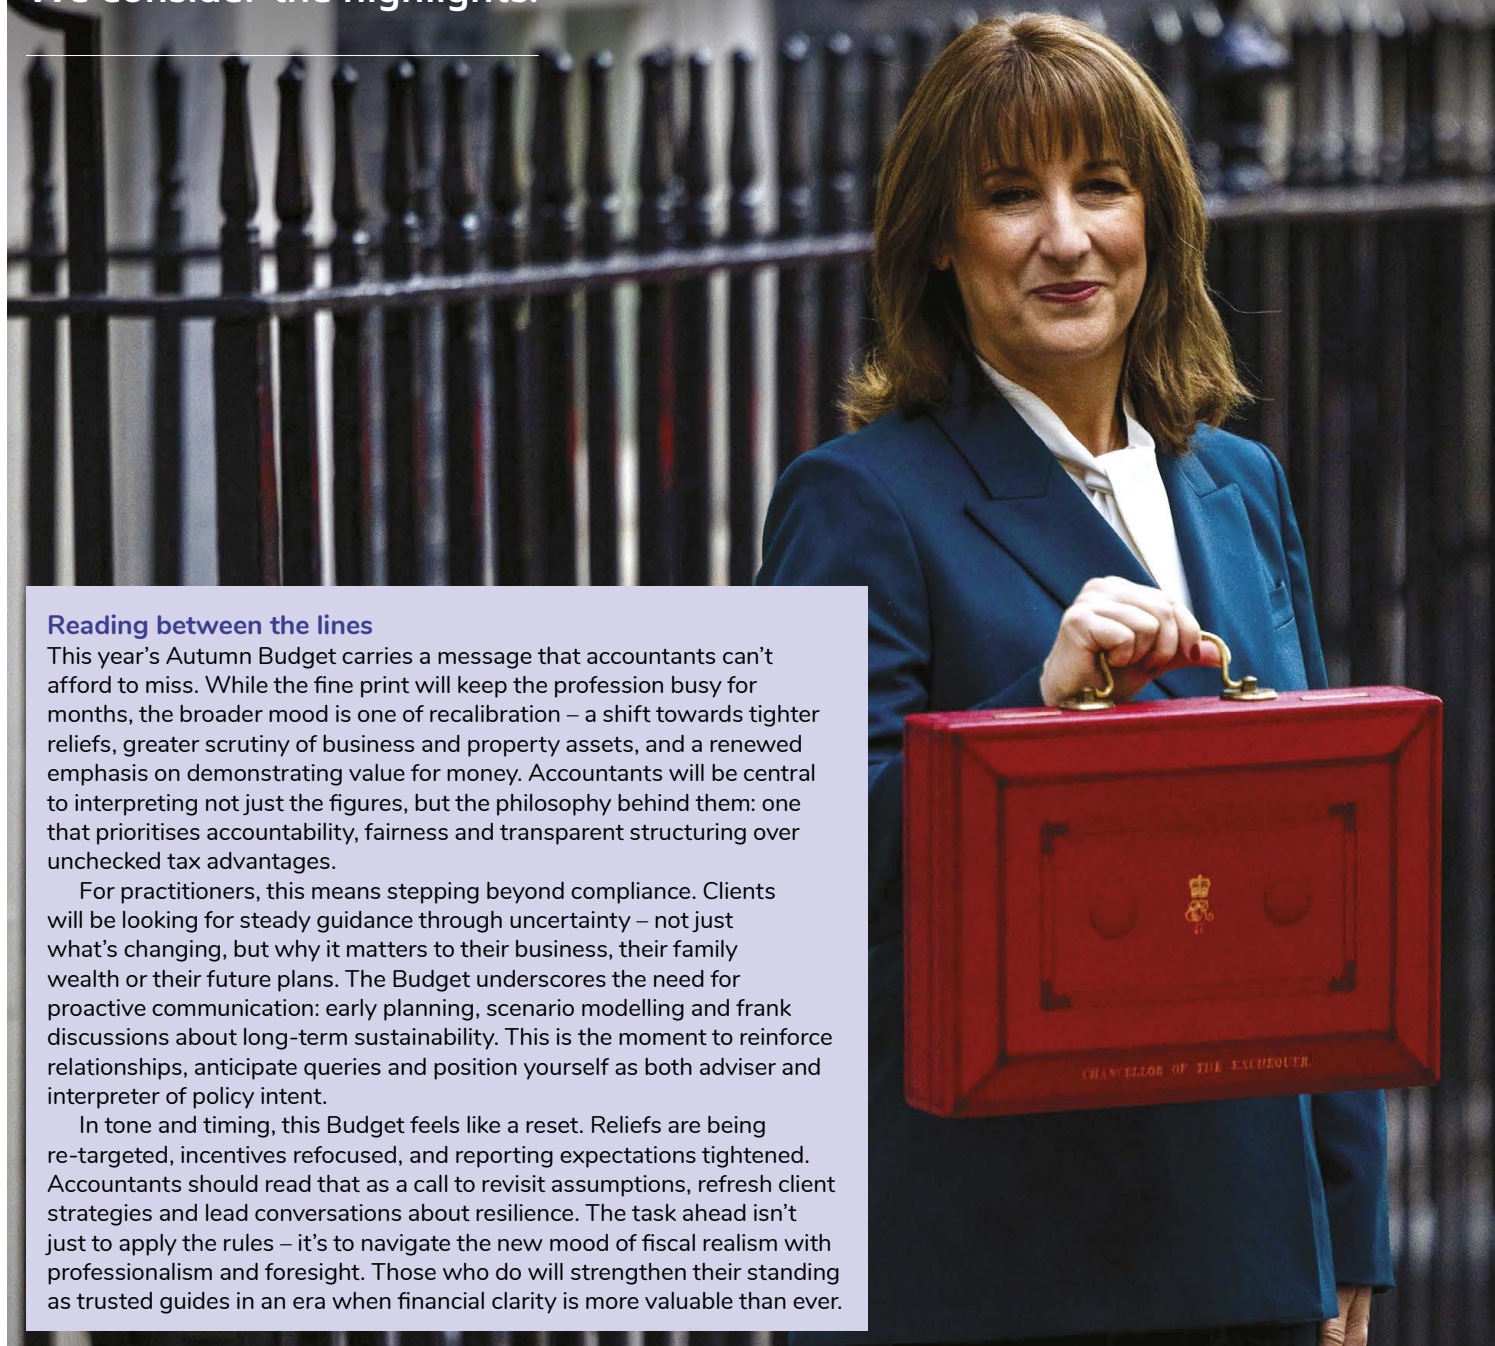 We consider the highlights.
Reading between the lines
This year's Autumn Budget carries a message that accountants can't
afford to miss. While the fine print will keep the profession busy for
months, the broader mood is one of recalibration – a shift towards tighter
reliefs, greater scrutiny of business and property assets, and a renewed
emphasis on demonstrating value for money. Accountants will be central
to interpreting not just the figures, but the philosophy behind them: one
that prioritises accountability, fairness and transparent structuring over
unchecked tax advantages.
For practitioners, this means stepping beyond compliance. Clients
will be looking for steady guidance through uncertainty – not just
what's changing, but why it matters to their business, their family
wealth or their future plans. The Budget underscores the need for
proactive communication: early planning, scenario modelling and frank
discussions about long-term sustainability. This is the moment to reinforce
relationships, anticipate queries and position yourself as both adviser and
interpreter of policy intent.
In tone and timing, this Budget feels like a reset. Reliefs are being
re-targeted, incentives refocused, and reporting expectations tightened.
Accountants should read that as a call to revisit assumptions, refresh client
strategies and lead conversations about resilience. The task ahead isn't
just to apply the rules – it's to navigate the new mood of fiscal realism with
professionalism and foresight. Those who do will strengthen their standing
as trusted guides in an era when financial clarity is more valuable than ever.
CHANCELLOR OF THE EXCHEQUER